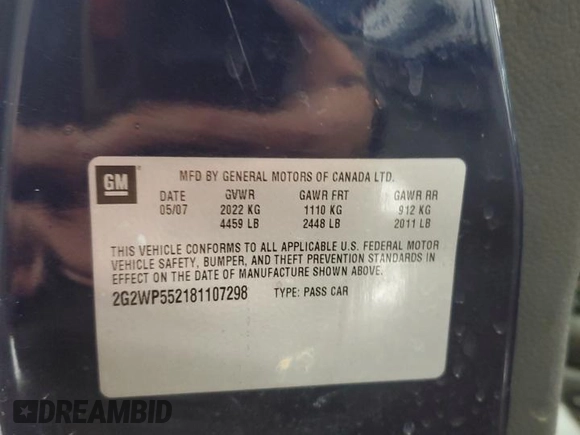 GM
MFD BY GENERAL MOTORS OF CANADA LTD.
DATE GVWR GAWR FRT GAWR RR
05/07 2022 KG 1110 KG 912 KG
4459 LB 2448 LB 2011 LB
THIS VEHICLE CONFORMS TO ALL APPLICABLE U.S. FEDERAL MOTOR
VEHICLE SAFETY, BUMPER, AND THEFT PREVENTION STANDARDS IN
EFFECT ON THE DATE OF MANUFACTURE SHOWN ABOVE.
2G2WP552181107298 TYPE: PASS CAR
DREAMBID